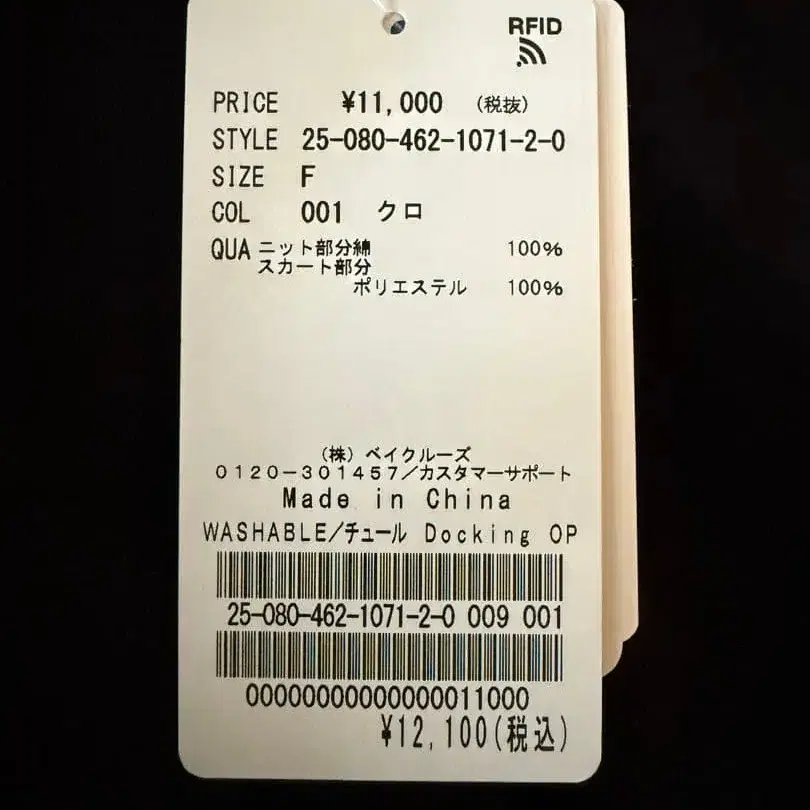 RFID
PRICE ¥11,000 (税抜)
STYLE 25-080-462-1071-2-0
SIZE F
COL 001 クロ
QUA ニット部分綿 100%
スカート部分
ポリエステル 100%
(株) ベイクルーズ
0120-301457/カスタマーサポート
Made in China
WASHABLE/チュール Docking OP
25-080-462-1071-2-0 009 001
00000000000000011000
¥12,100(税込)